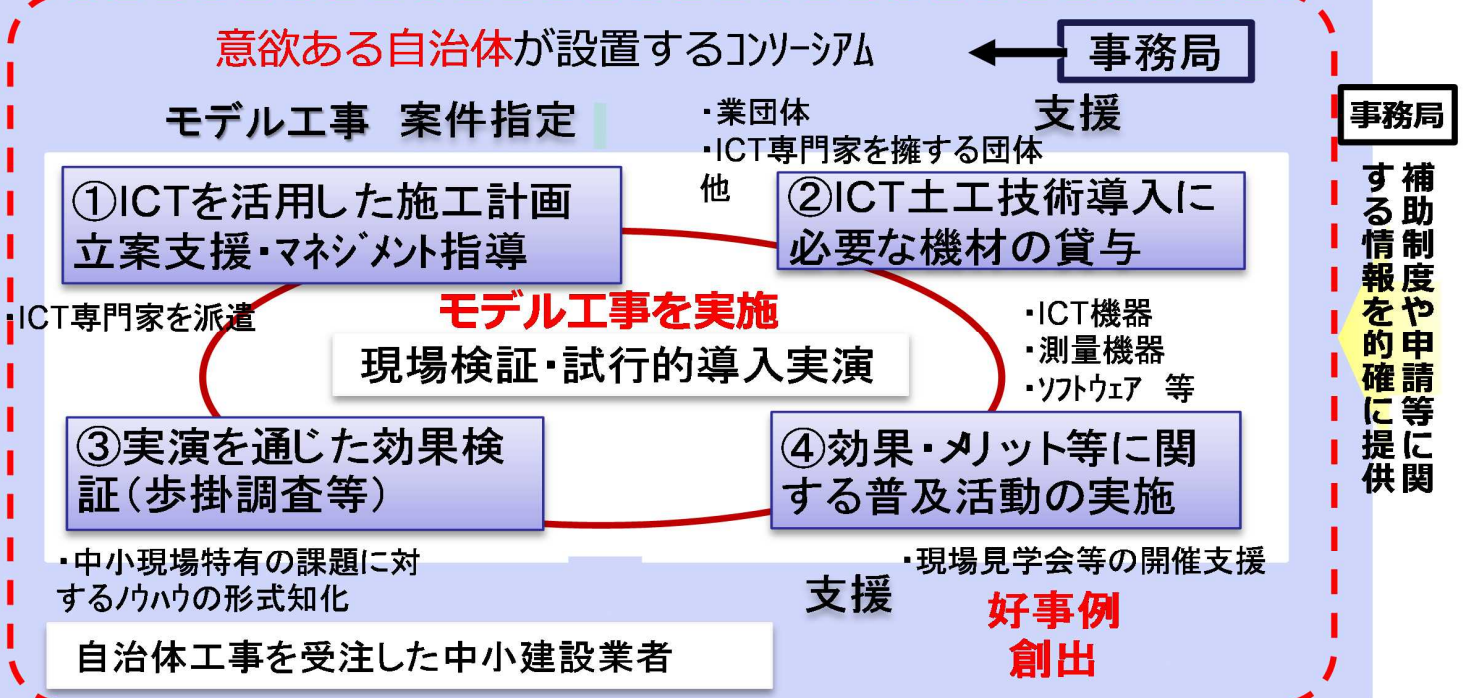 意欲ある自治体が設置するｺﾝｿｰｼｱﾑ
事務局
モデル工事 案件指定
・業団体
・ICT専門家を擁する団体
他
支援
①ICTを活用した施工計画
立案支援・ﾏﾈｼﾞﾒﾝﾄ指導
②ICT土工技術導入に
必要な機材の貸与
・ICT専門家を派遣
モデル工事を実施
現場検証・試行的導入実演
・ICT機器
・測量機器
・ｿﾌﾄｳｪｱ 等
③実演を通じた効果検
証（歩掛調査等）
④効果・ﾒﾘｯﾄ等に関
する普及活動の実施
・中小現場特有の課題に対
するﾉｳﾊｳの形式知化
・現場見学会等の開催支援
支援
好事例
創出
自治体工事を受注した中小建設業者
事務局
補助制度や申請等に関
する情報を的確に提供